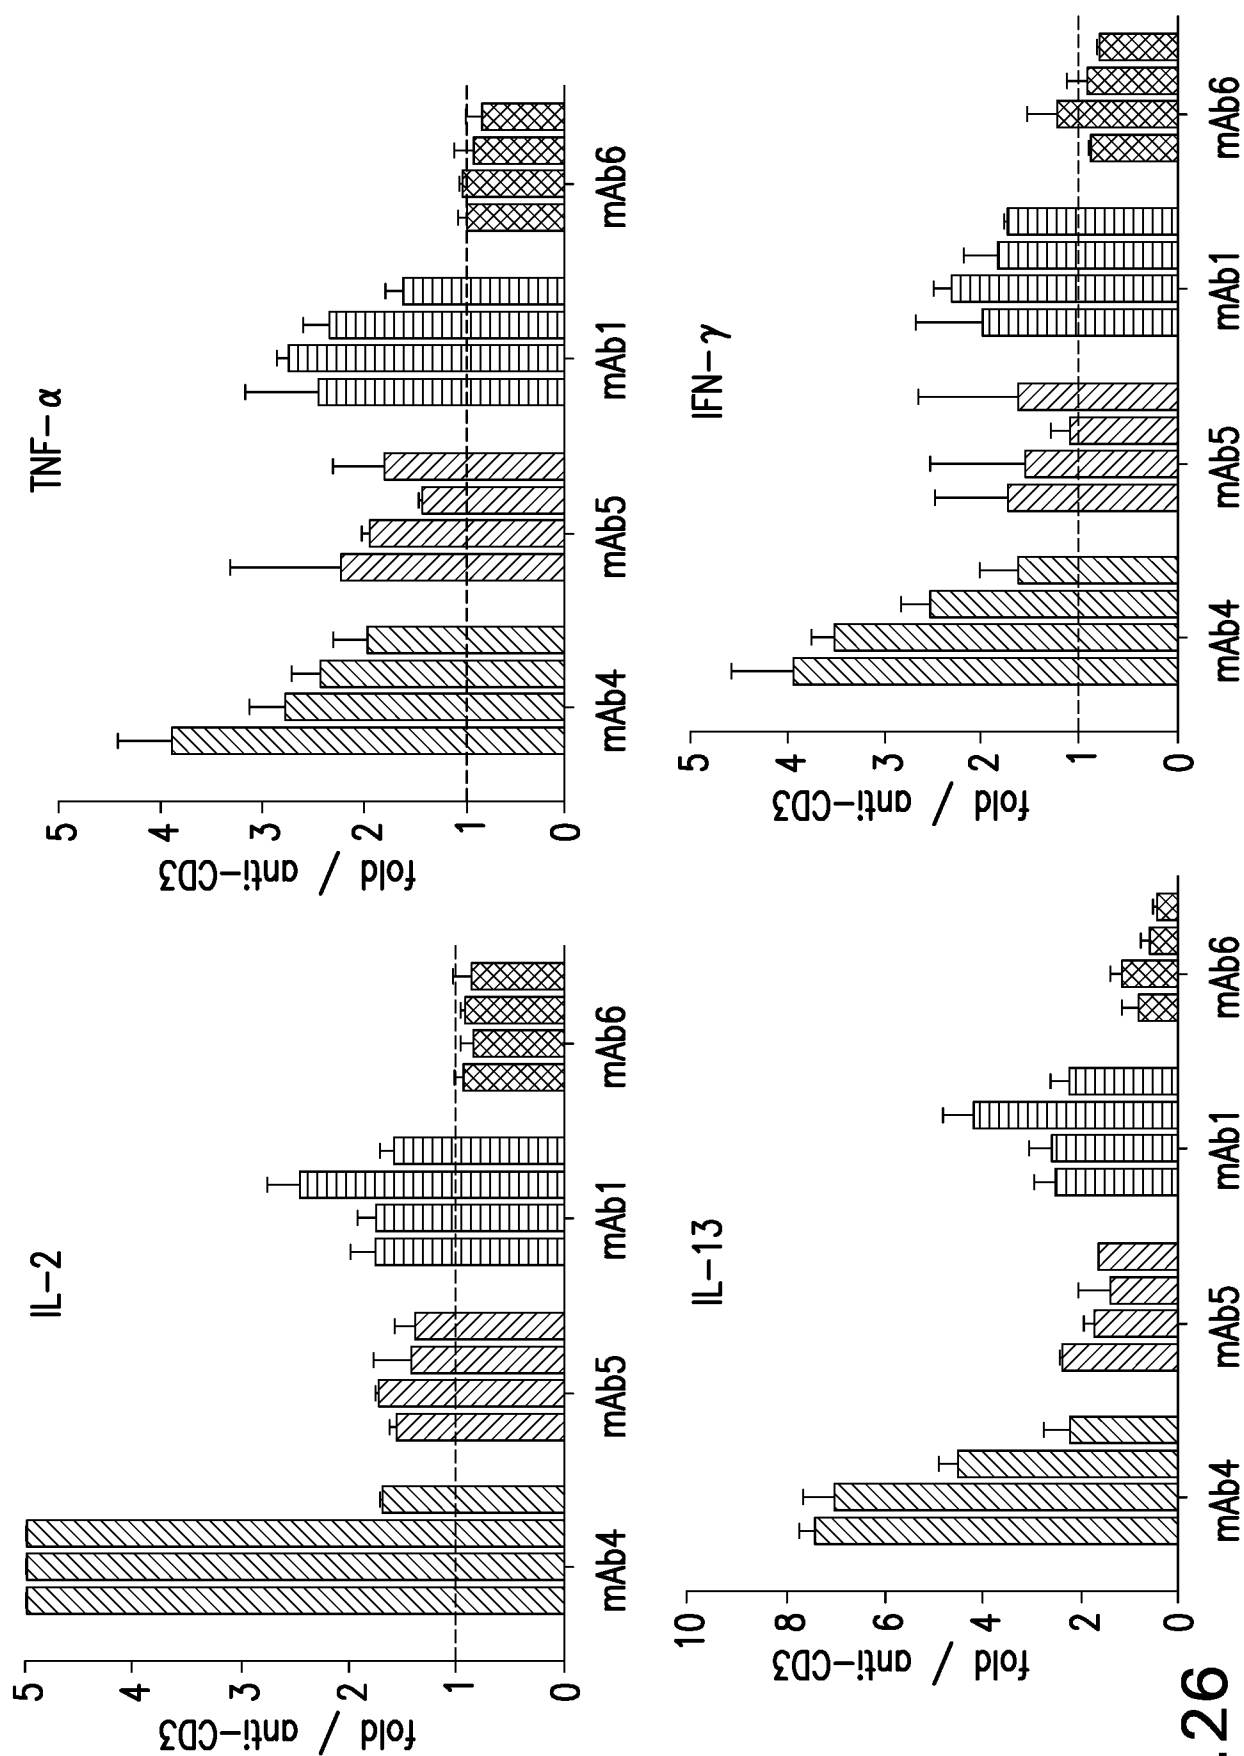 IL-2
fold /
anti-CD3
5
4
3
2
1
0
mAb4
mAb5
mAb1
mAb6
TNF-α
fold /
anti-CD3
5
4
3
2
1
0
mAb4
mAb5
mAb1
mAb6
IL-13
fold /
anti-CD3
10
8
6
4
2
0
mAb4
mAb5
mAb1
mAb6
IFN-γ
fold /
anti-CD3
5
4
3
2
1
0
mAb4
mAb5
mAb1
mAb6
.26